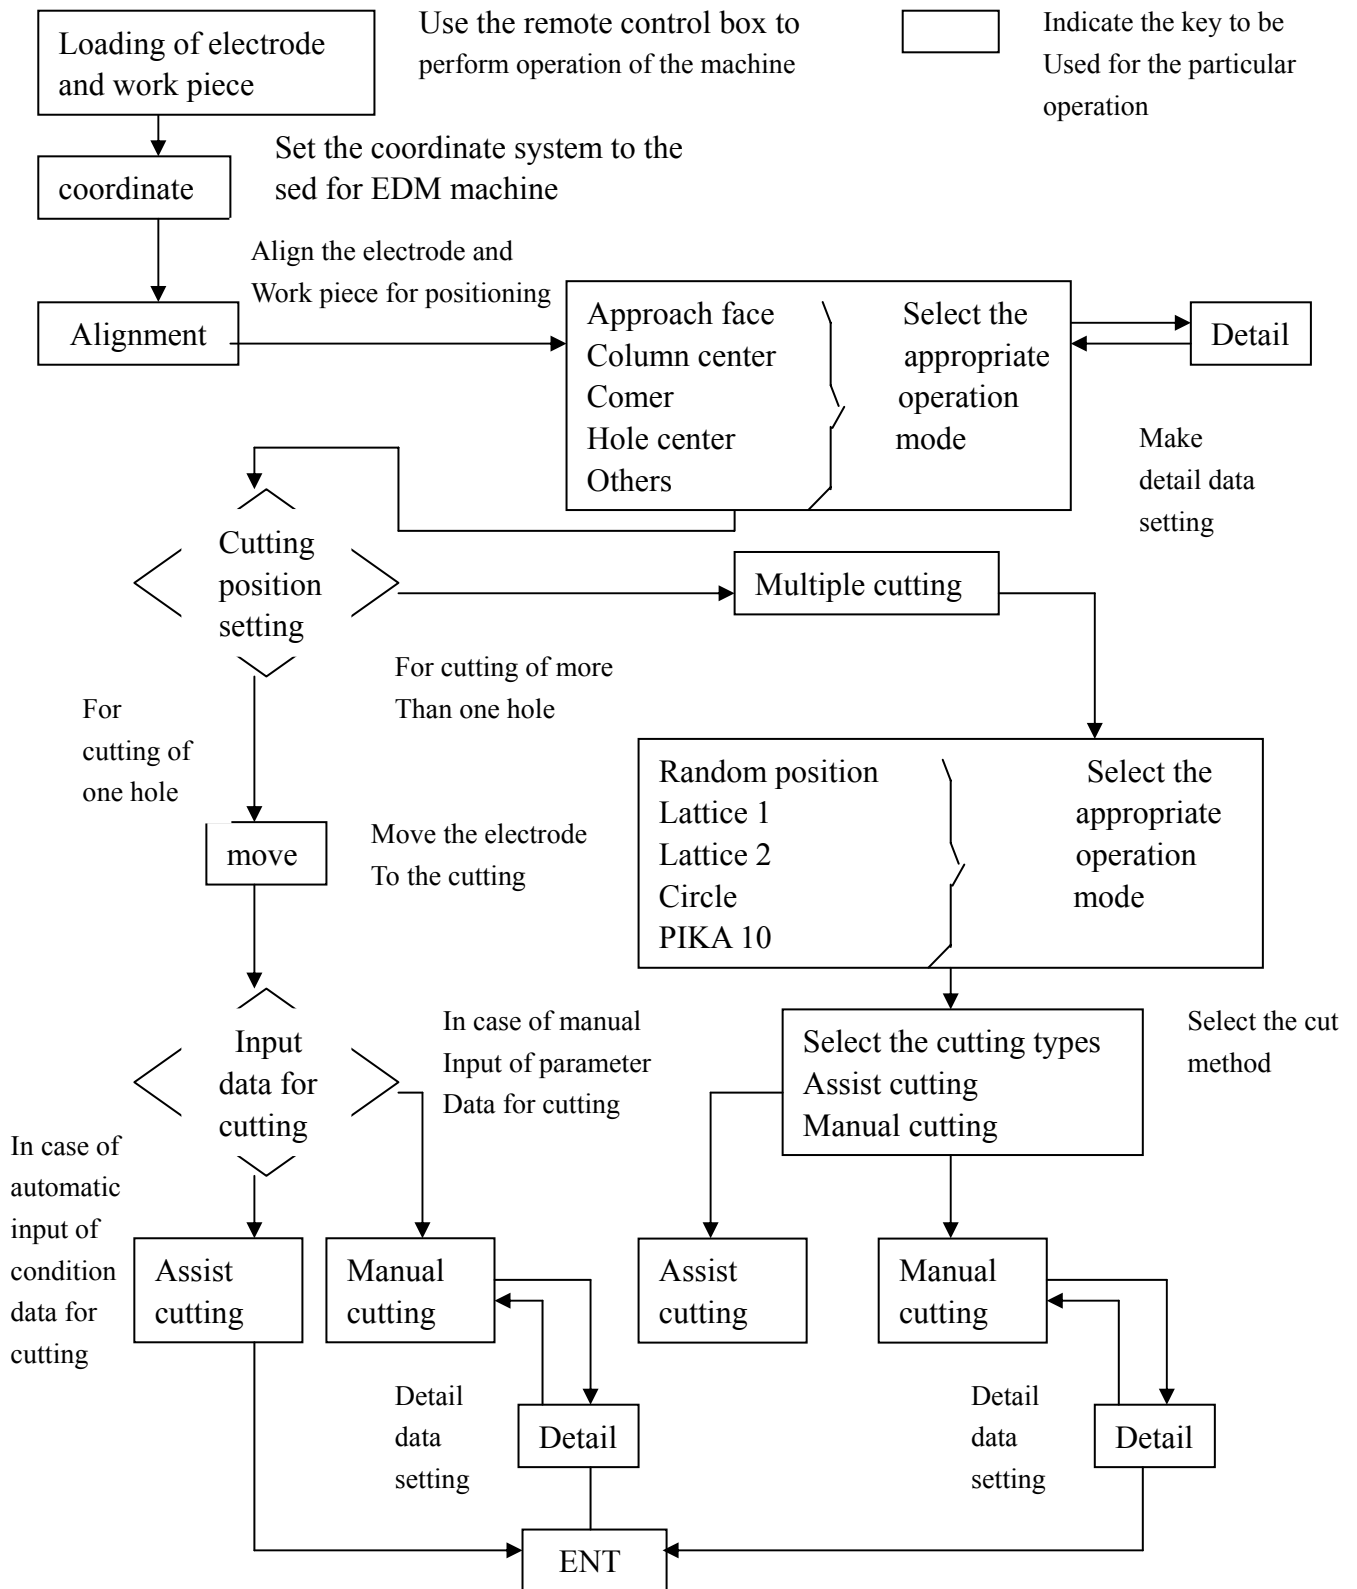 Loading of electrode
and work piece
Use the remote control box to
perform operation of the machine
Indicate the key to be
Used for the particular
operation
coordinate
Set the coordinate system to the
sed for EDM machine
Align the electrode and
Work piece for positioning
Alignment
Approach face
Column center
Comer
Hole center
Others
Select the
appropriate
operation
mode
Detail
Make
detail data
setting
Cutting
position
setting
Multiple cutting
For cutting of more
Than one hole
For
cutting of
one hole
Random position
Lattice 1
Lattice 2
Circle
PIKA 10
Select the
appropriate
operation
mode
move
Move the electrode
To the cutting
Input
data for
cutting
In case of manual
Input of parameter
Data for cutting
Select the cutting types
Assist cutting
Manual cutting
Select the cut
method
In case of
automatic
input of
condition
data for
cutting
Assist
cutting
Manual
cutting
Assist
cutting
Manual
cutting
Detail
data
setting
Detail
Detail
data
setting
Detail
ENT